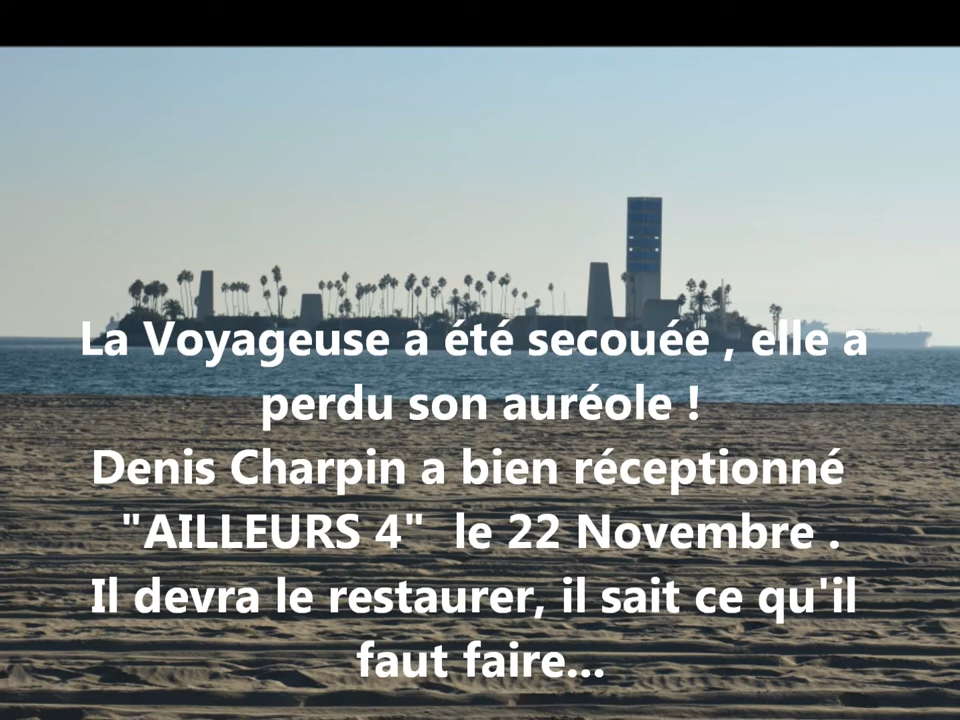 La Voyageuse a été secouée , elle a
perdu son auréole !
Denis Charpin a bien réceptionné
"AILLEURS 4"  le 22 Novembre .
Il devra le restaurer, il sait ce qu'il
faut faire...